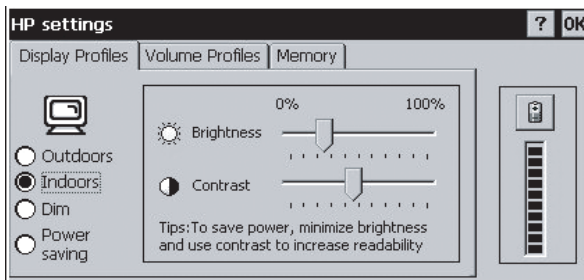 HP settings ? OK
Display Profiles Volume Profiles Memory
0% 100%
Brightness
Outdoors
Indoors
Contrast
Dim
Power
saving
Tips:To save power, minimize brightness
and use contrast to increase readability